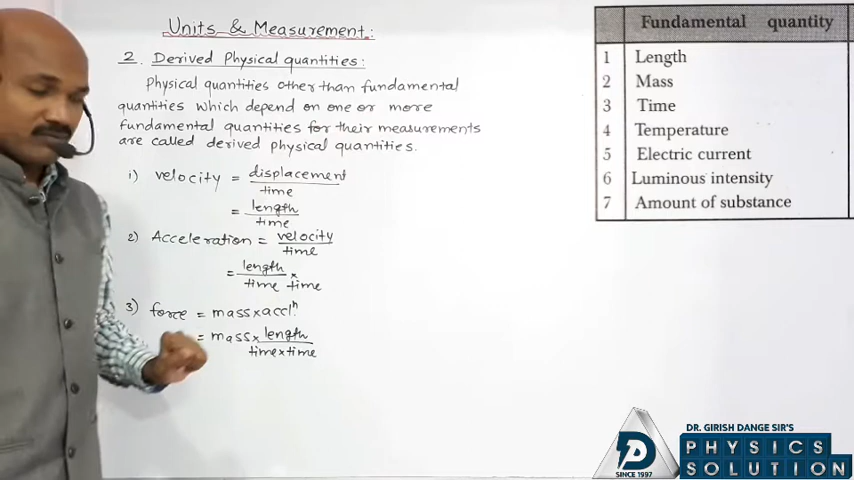 Units & Measurement:
2. Derived Physical quantities:
Physical quantities other than fundamental
quantities which depend on one or more
fundamental quantities for their measurements
are called derived physical quantities.
1) velocity = displacement/time
= length/time
2) Acceleration = velocity/time
= length/time × time
3) force = mass×accln.
= mass× length/time×time
Fundamental quantity
1 Length
2 Mass
3 Time
4 Temperature
5 Electric current
6 Luminous intensity
7 Amount of substance
SINCE 1997
DR. GIRISH DANGE SIR'S
PHYSICS
SOLUTION